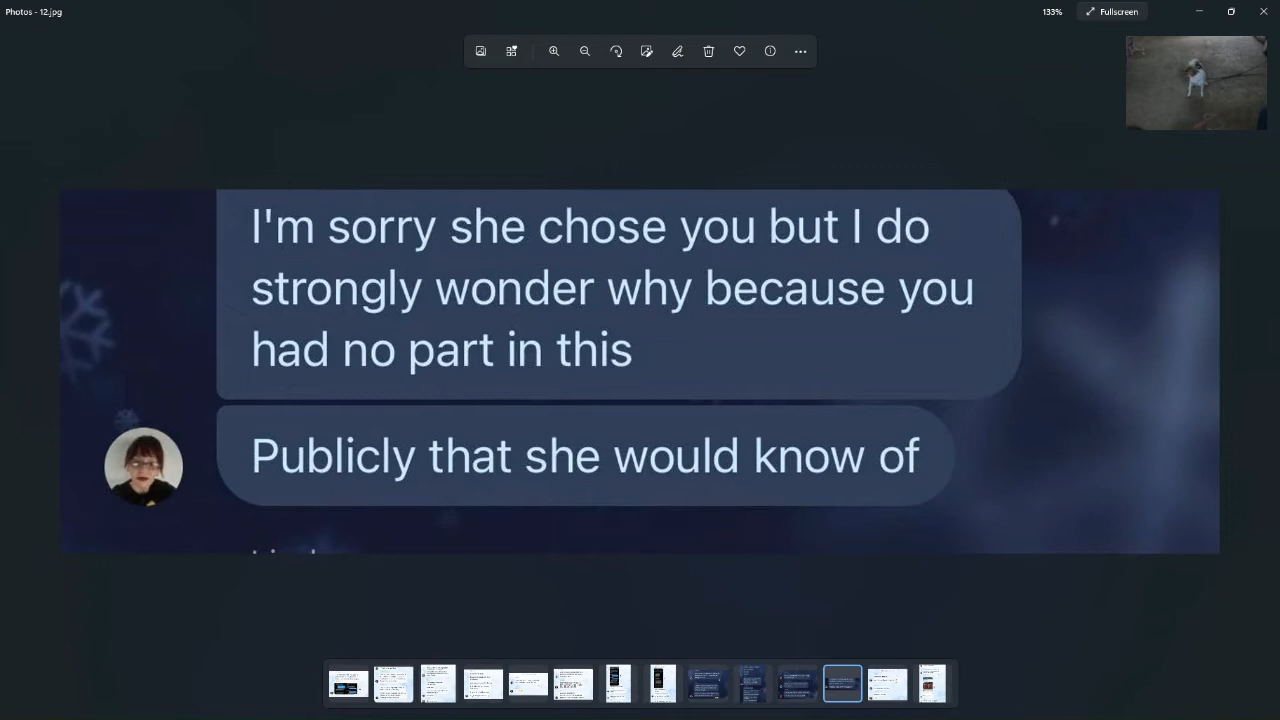 Photos - 12.jpg
133%
Fullscreen
I'm sorry she chose you but I do
strongly wonder why because you
had no part in this
Publicly that she would know of